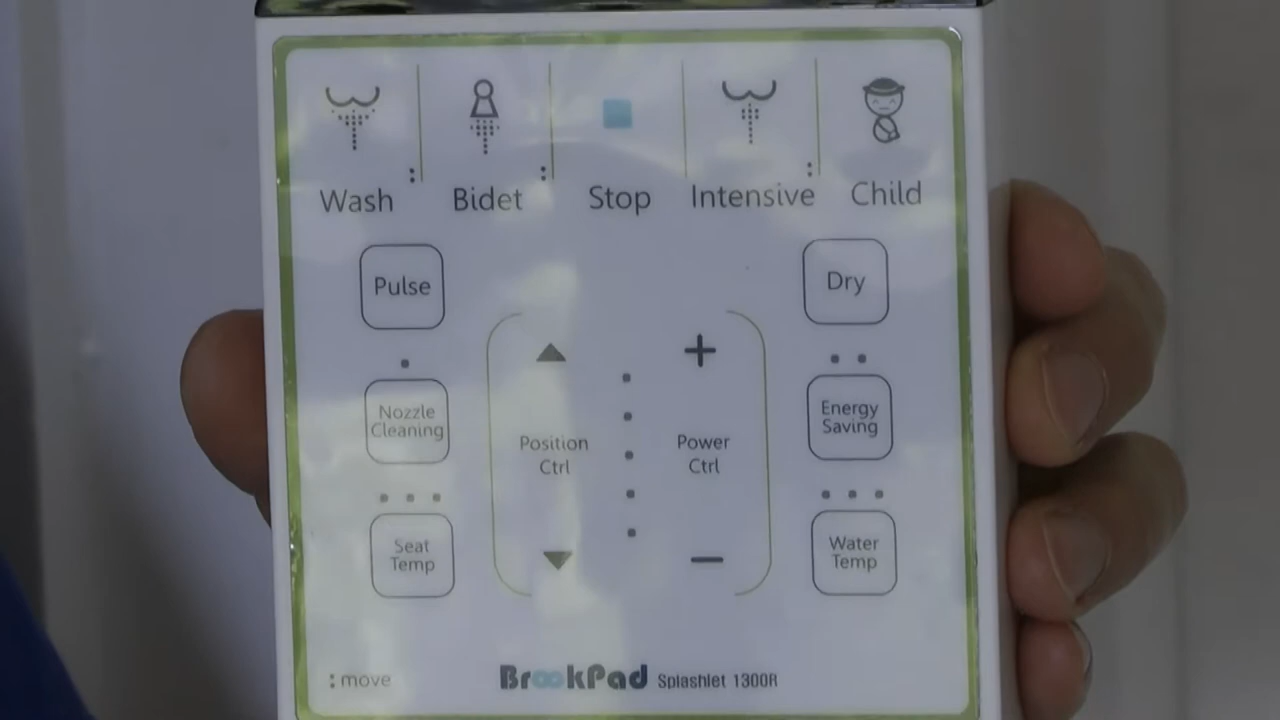 Wash Bidet Stop Intensive Child
Pulse
Dry
Nozzle
Cleaning
Position
Ctrl
Power
Ctrl
Energy
Saving
Seat
Temp
Water
Temp
: move
BrookPad Splashlet 1300R